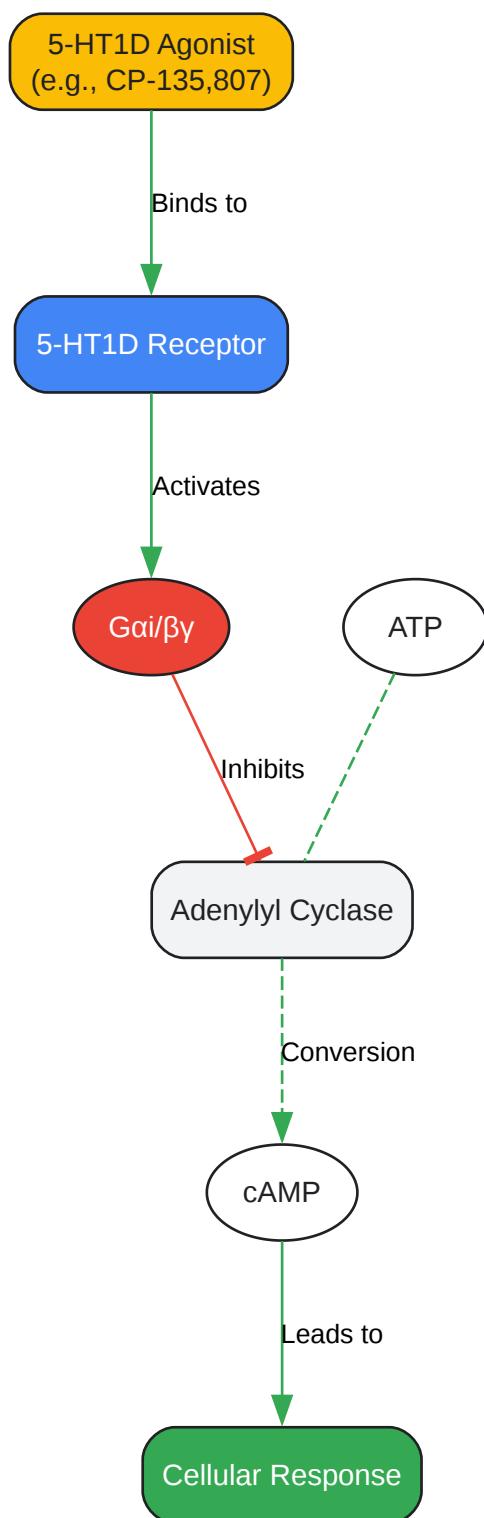 5-HT1D Agonist
(e.g., CP-135,807)
Binds to
5-HT1D Receptor
Activates
Gαi/βγ
ATP
Inhibits
Adenylyl Cyclase
Conversion
cAMP
Leads to
Cellular Response